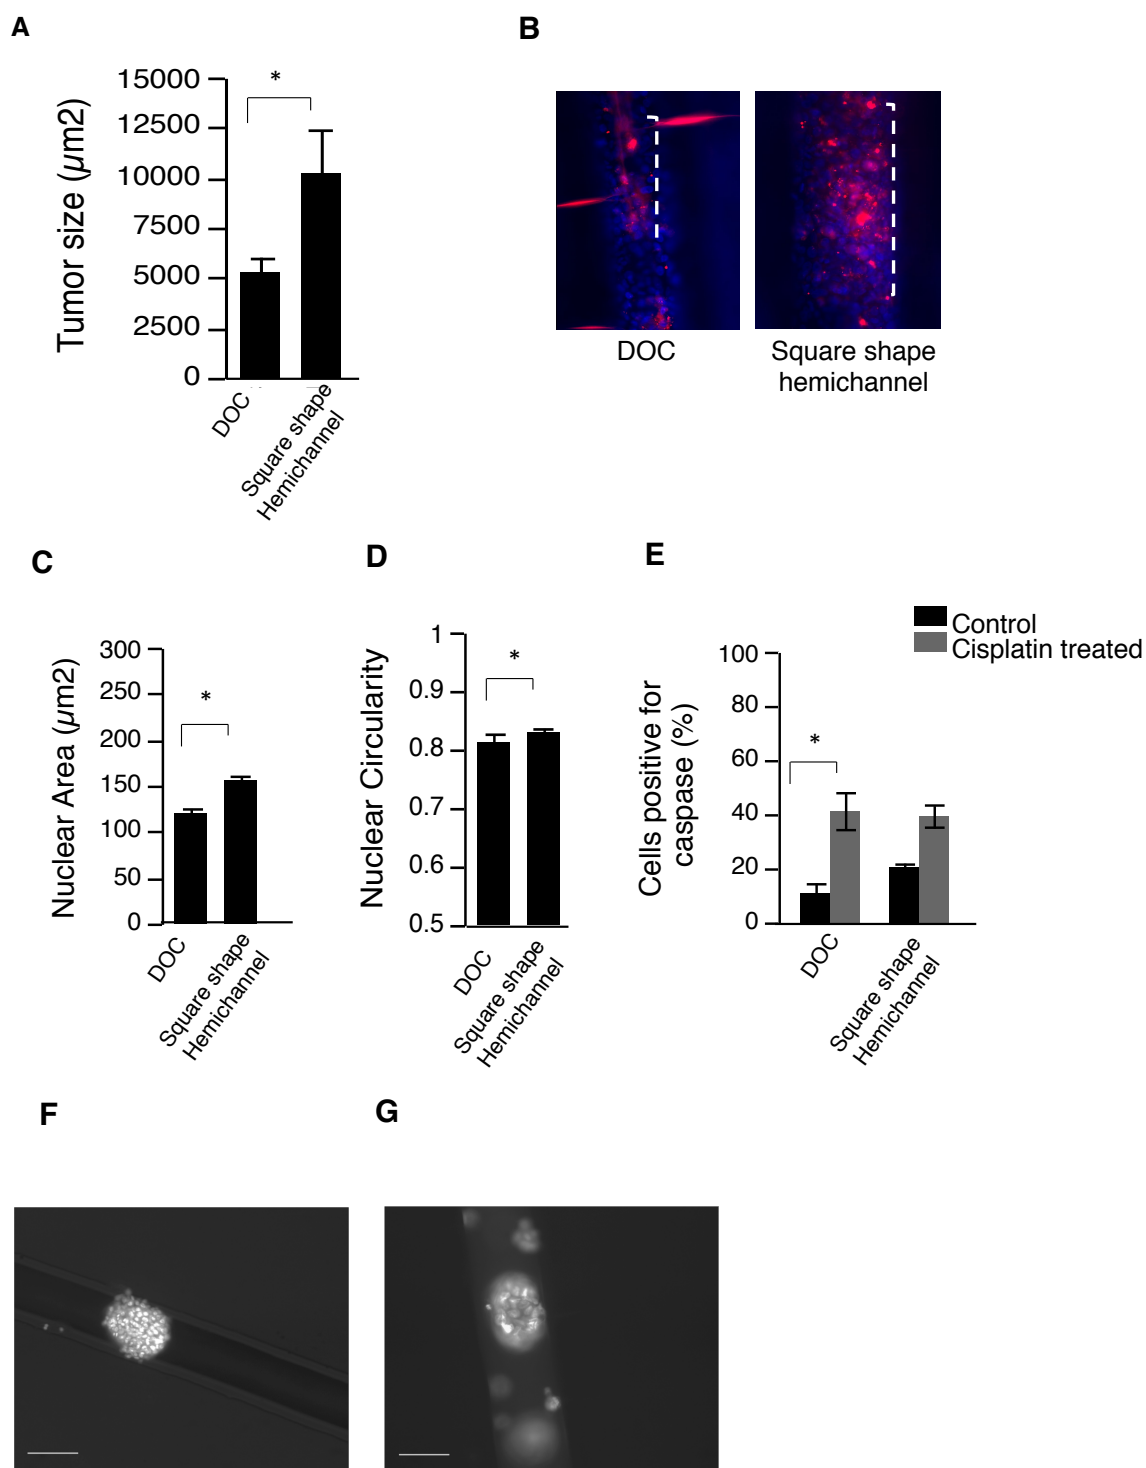 A
B
Tumor size (µm2)
15000
12500
10000
7500
5000
2500
0
*
DOC
Square shape
Hemichannel
DOC
Square shape
hemichannel
C
D
E
Nuclear Area (µm2)
300
250
200
150
100
50
0
*
DOC
Square shape
Hemichannel
Nuclear Circularity
1
0.9
0.8
0.7
0.6
0.5
*
DOC
Square shape
Hemichannel
Control
Cisplatin treated
Cells positive for
caspase (%)
100
80
60
40
20
0
*
DOC
Square shape
Hemichannel
F
G